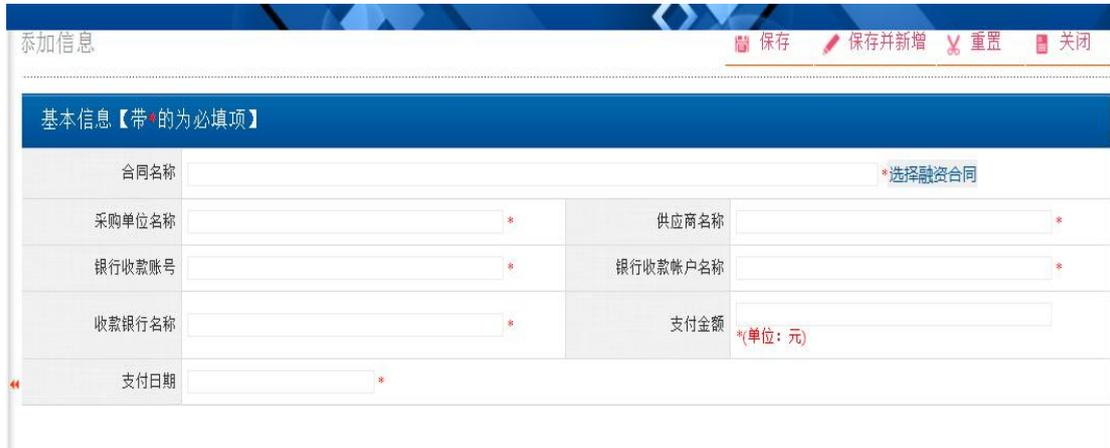 添加信息
保存 保存并新增 重置 关闭
基本信息【带*的为必填项】
合同名称 *选择融资合同
采购单位名称 * 供应商名称 *
银行收款账号 * 银行收款帐户名称 *
收款银行名称 * 支付金额
*(单位：元)
支付日期 *